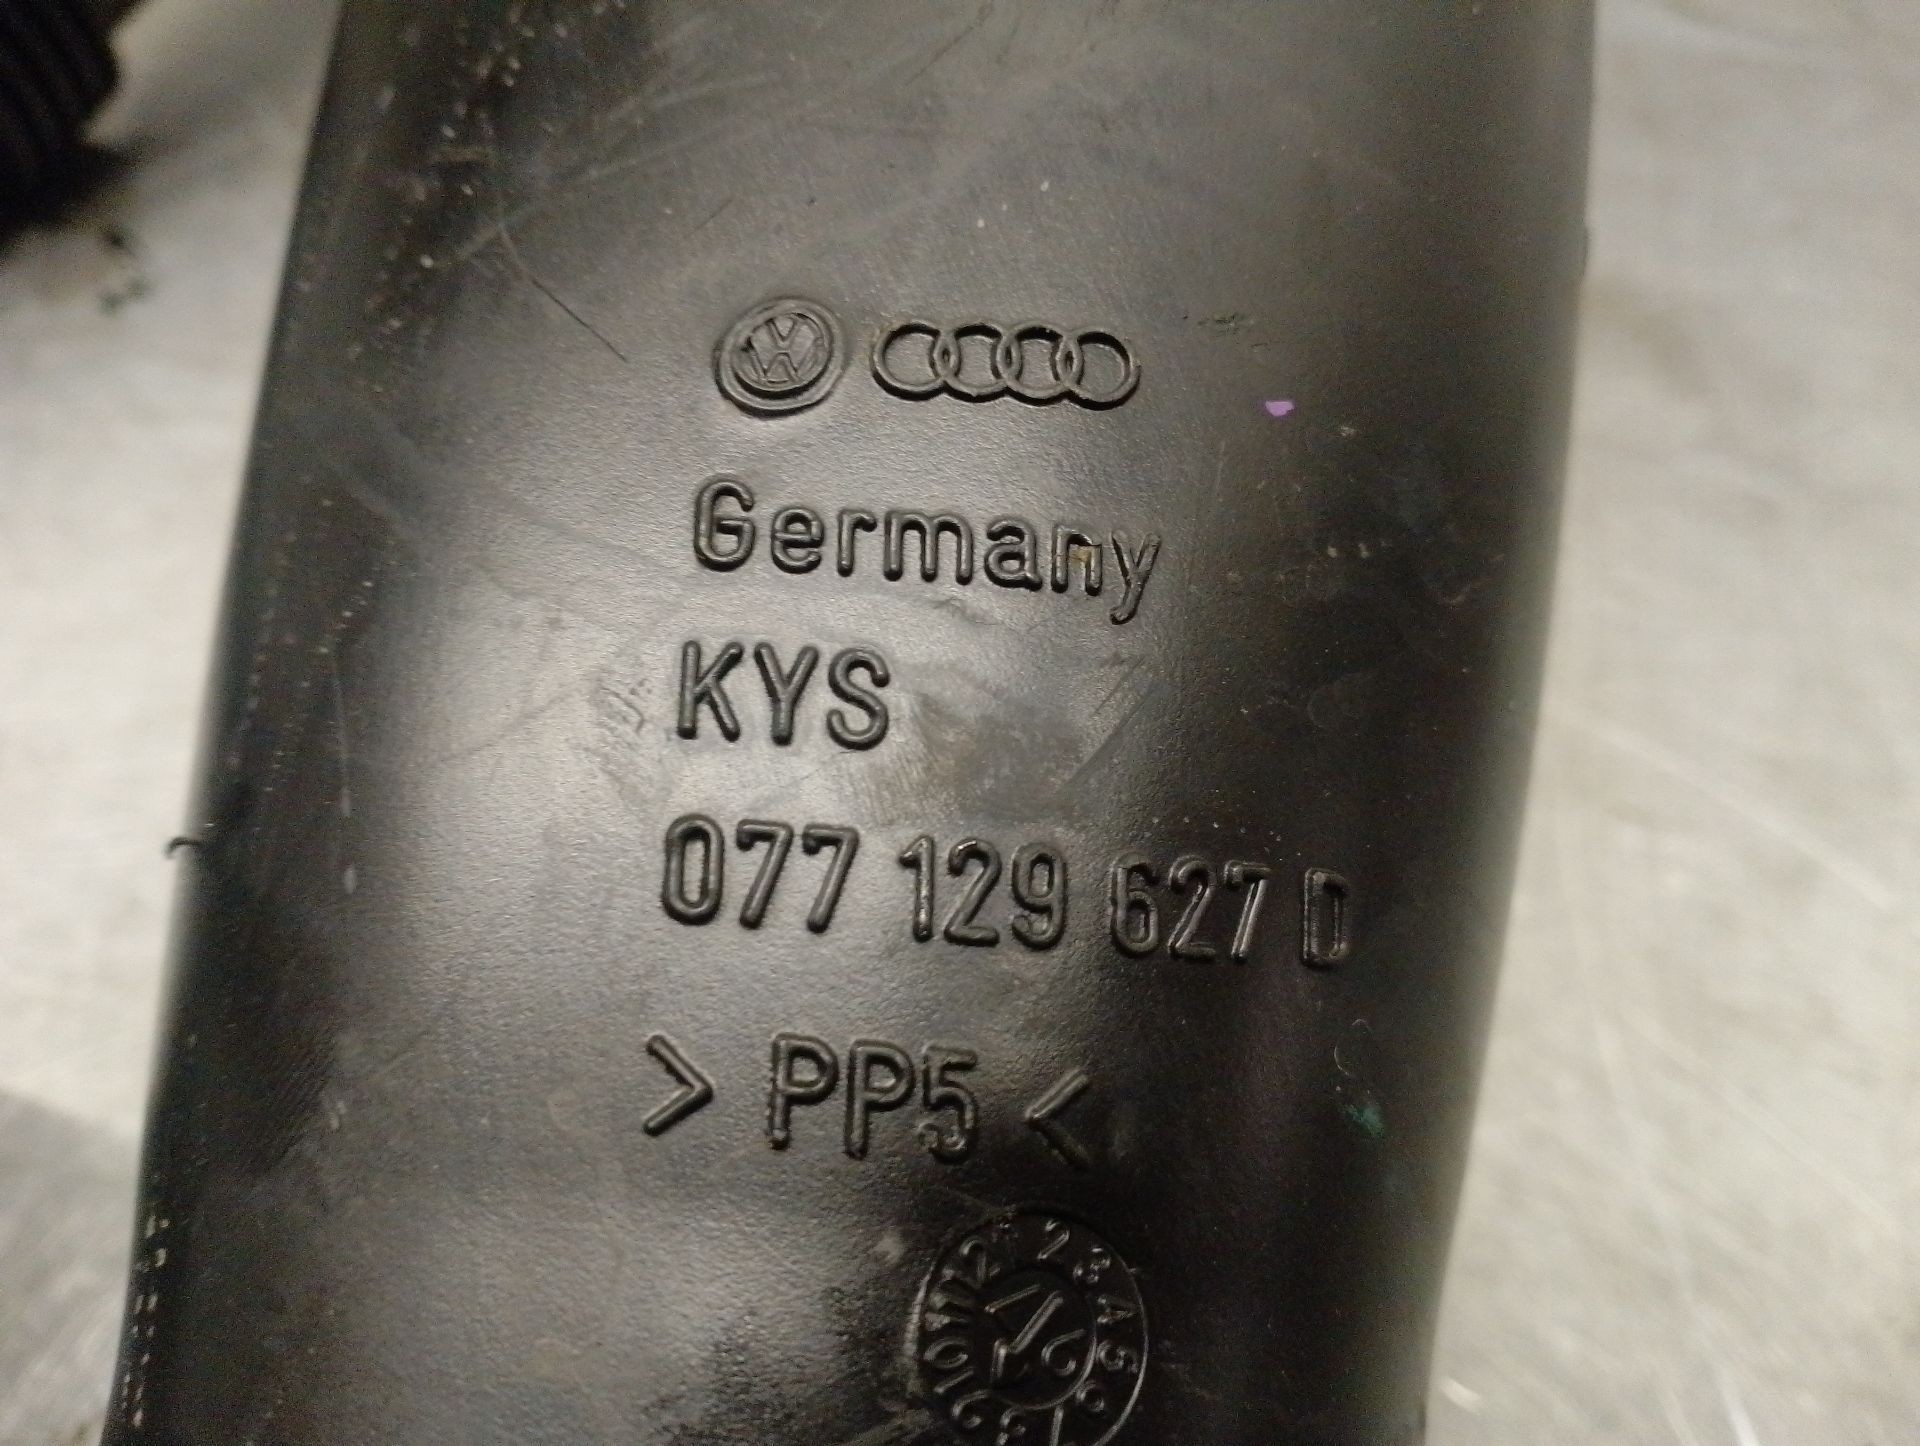 Germany
KYS
077 129 627 D
> PP5 <